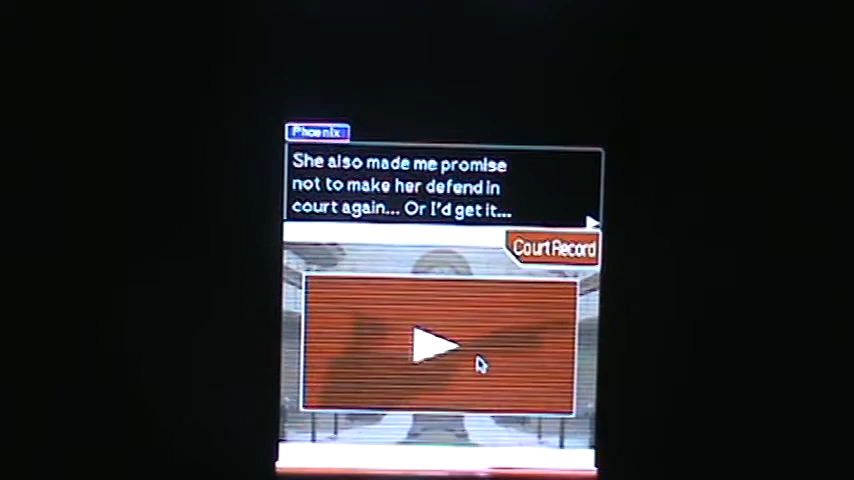 Phoenix
She also made me promise
not to make her defend in
court again... Or I'd get it...
Court Record